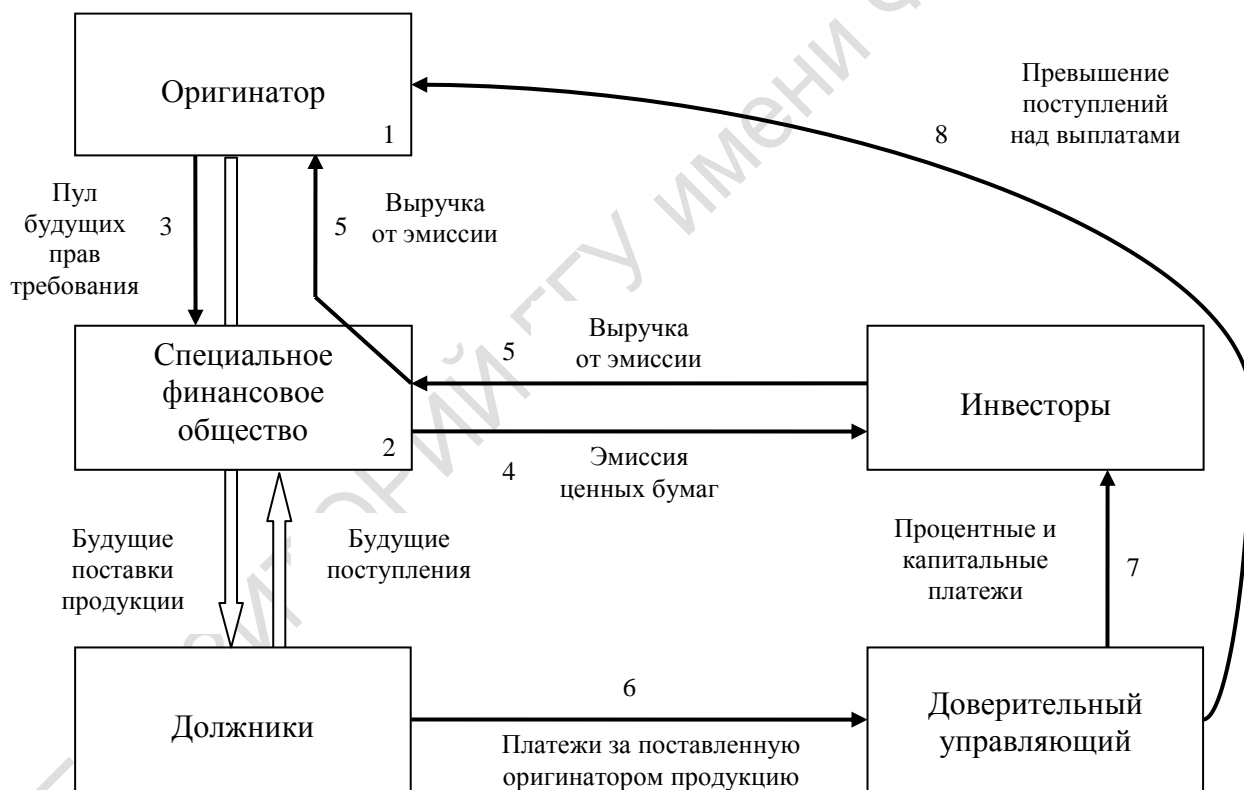 Оригинатор
1
Превышение
поступлений
над выплатами
8
Пул
будущих
прав
требования
3
5
Выручка
от эмиссии
Специальное
финансовое
общество
2
5
Выручка
от эмиссии
Инвесторы
4
Эмиссия
ценных бумаг
Будущие
поставки
продукции
Будущие
поступления
Процентные и
капитальные
платежи
7
Должники
6
Платежи за поставленную
оригинатором продукцию
Доверительный
управляющий
ГГУ имени